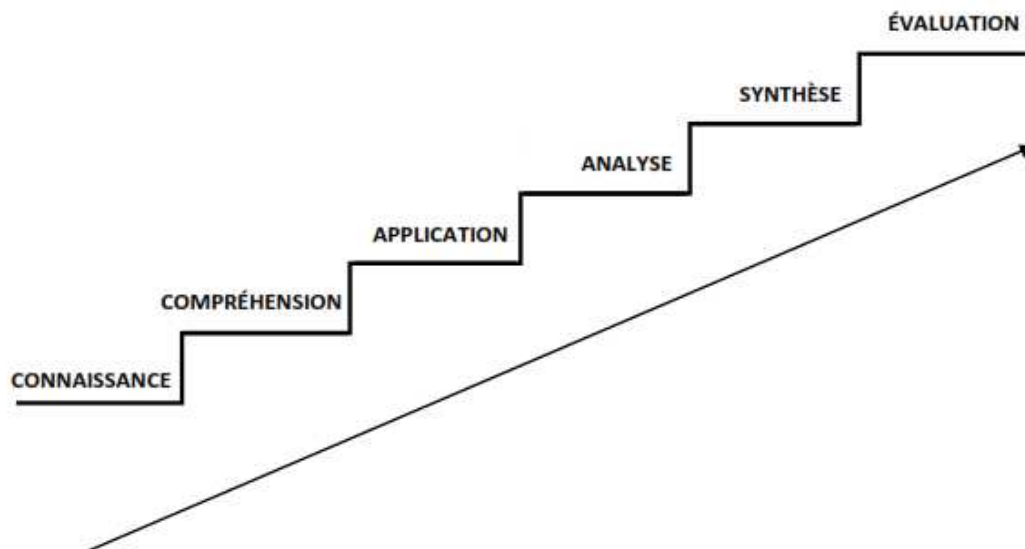 ÉVALUATION
SYNTHÈSE
ANALYSE
APPLICATION
COMPRÉHENSION
CONNAISSANCE